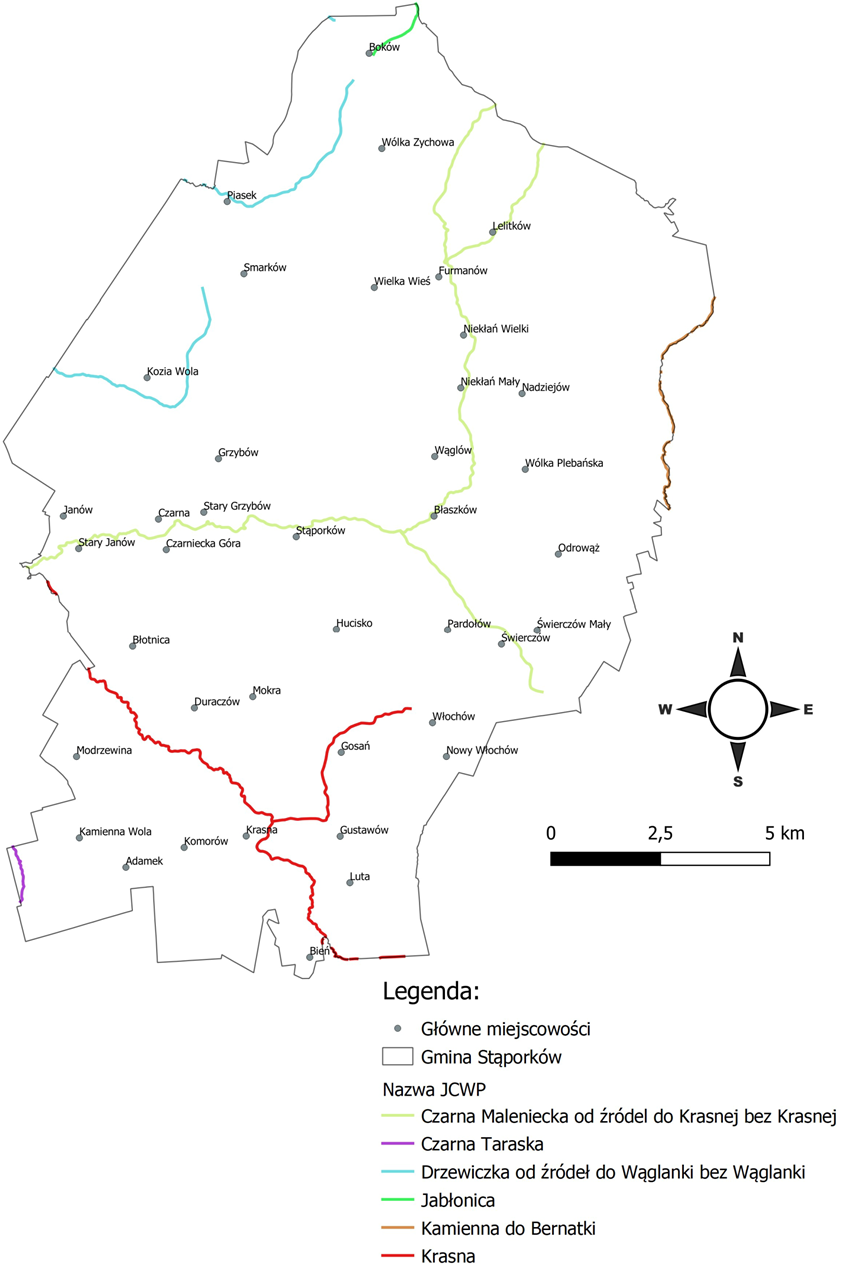 Boków
Wólka Zychowa
Piasek
Lelitków
Smarków
Furmanów
Wielka Wieś
Niekłań Wielki
Kozia Wola
Niekłań Mały
Nadziejów
Grzybów
Wąglów
Wólka Plebańska
Janów
Czarna
Stary Grzybów
Błaszków
Stąporków
Stary Janów
Czarniecka Góra
Odrowąż
Hucisko
Pardołów
Świerczów Mały
Błotnica
Świerczów
N
Mokra
Duraczów
W
E
Włochów
Modrzewina
Gosań
Nowy Włochów
S
Kamienna Wola
Krasna
Gustawów
0 2,5 5 km
Komorów
Adamek
Luta
Bień
Legenda:
Główne miejscowości
Gmina Stąporków
Nazwa JCWP
Czarna Maleniecka od źródel do Krasnej bez Krasnej
Czarna Taraska
Drzewiczka od źródeł do Wąglanki bez Wąglanki
Jabłonica
Kamienna do Bernatki
Krasna